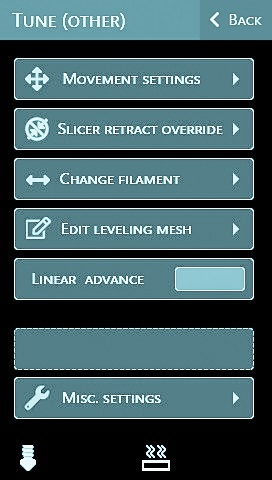 Tune (other)
Back
Movement settings
Slicer retract override
Change filament
Edit leveling mesh
Linear advance
Misc. settings